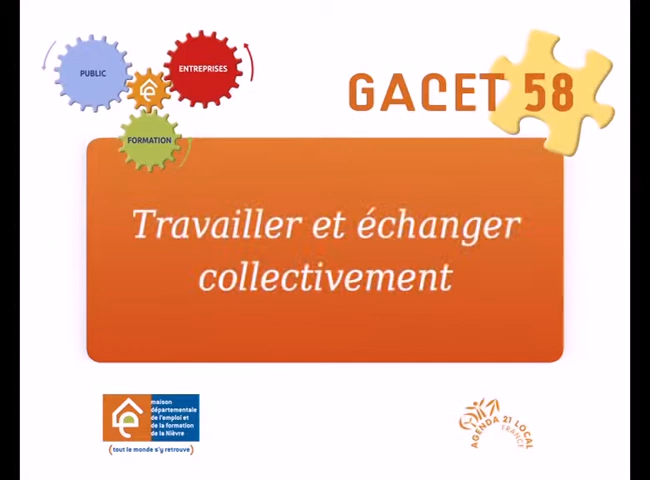 PUBLIC
ENTREPRISES
FORMATION
GACET 58
Travailler et échanger
collectivement
maison
départementale
de l'emploi et
de la formation
de la Nièvre
(tout le monde s'y retrouve)
AGENDA 21 LOCAL
FRANCE